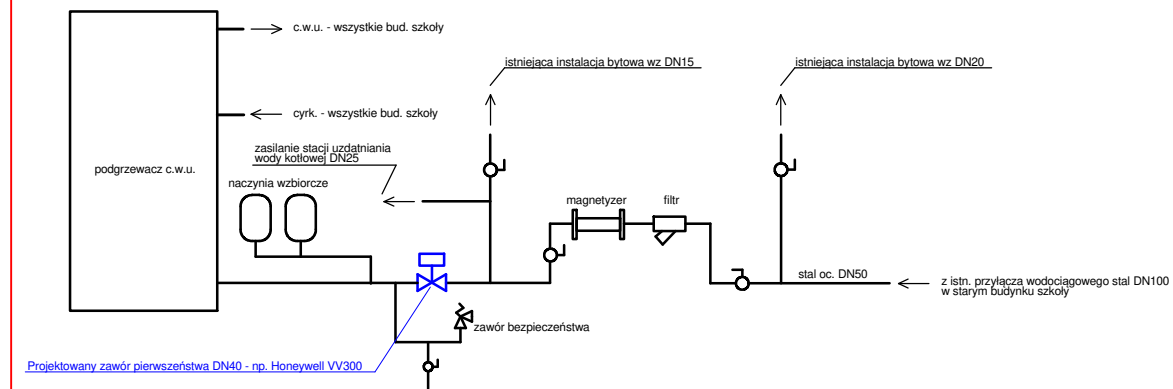 c.w.u. - wszystkie bud. szkoły
istniejąca instalacja bytowa wz DN15
istniejąca instalacja bytowa wz DN20
cyrk. - wszystkie bud. szkoły
zasilanie stacji uzdatniania
wody kotłowej DN25
podgrzewacz c.w.u.
naczynia wzbiorcze
magnetyzer
filtr
stal oc. DN50
z istn. przyłącza wodociągowego stal DN100
w starym budynku szkoły
zawór bezpieczeństwa
Projektowany zawór pierwszeństwa DN40 - np. Honeywell VV300